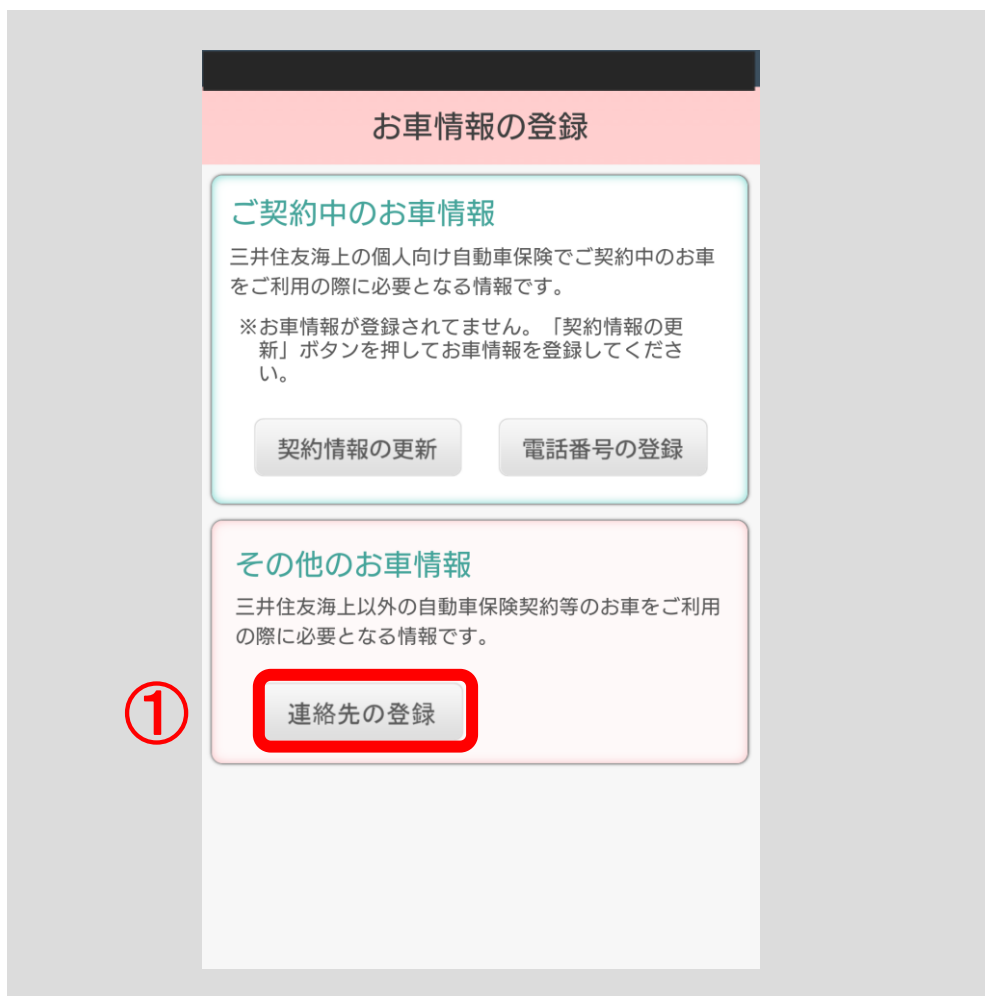 お車情報の登録
ご契約中のお車情報
三井住友海上の個人向け自動車保険でご契約中のお車
をご利用の際に必要となる情報です。
※お車情報が登録されてません。「契約情報の更
新」ボタンを押してお車情報を登録してくださ
い。
契約情報の更新 電話番号の登録
その他のお車情報
三井住友海上以外の自動車保険契約等のお車をご利用
の際に必要となる情報です。
① 連絡先の登録